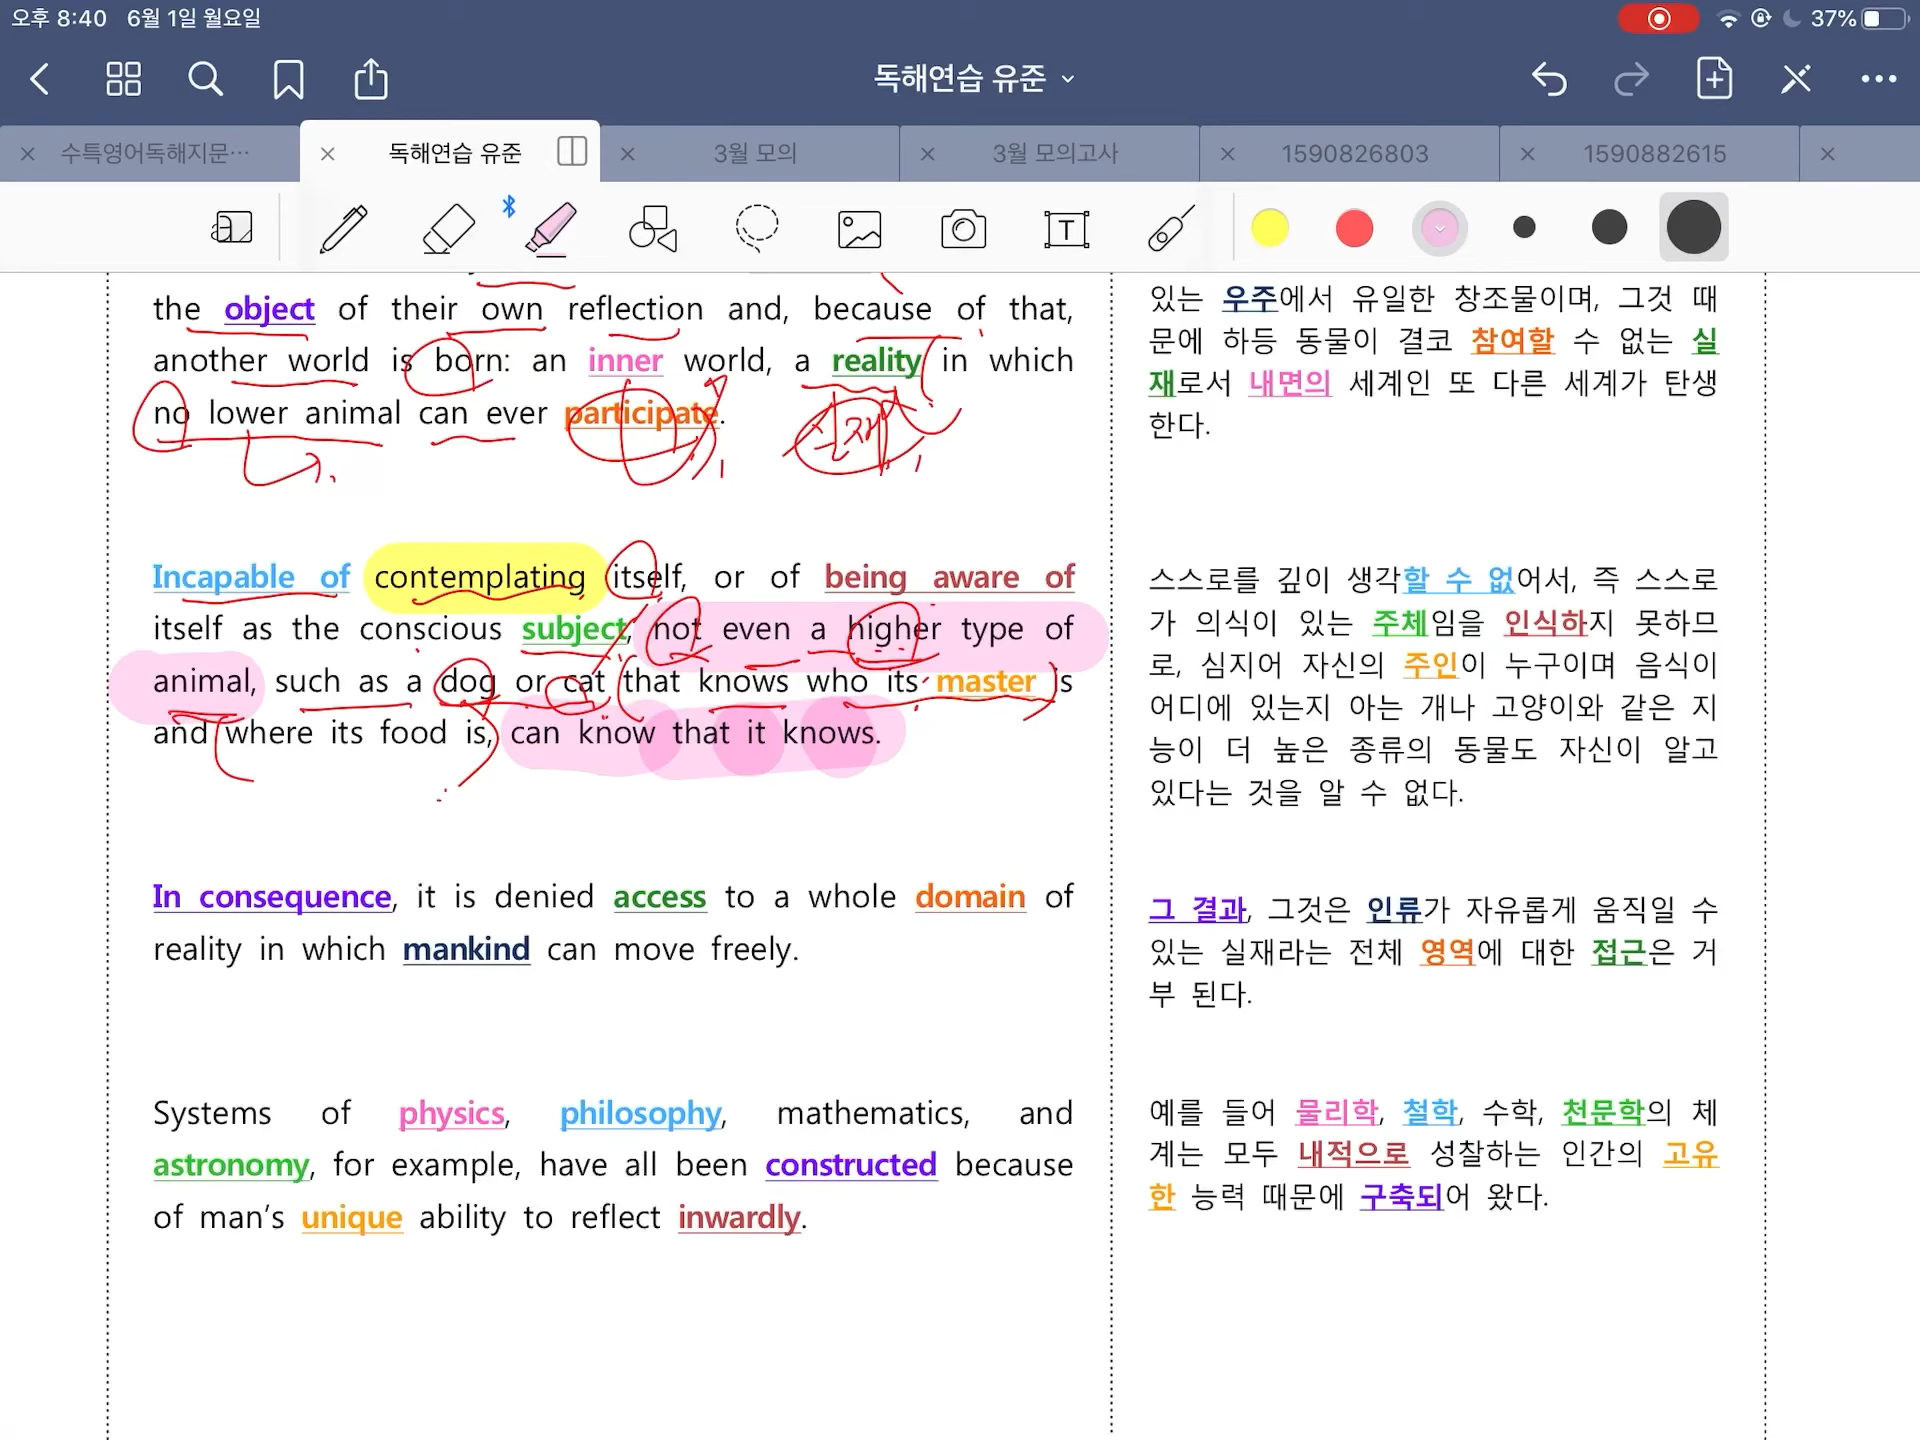 오후 8:40 6월 1일 월요일 37%
독해연습 유준
수특영어독해지문… 독해연습 유준 3월 모의 3월 모의고사 1590826803 1590882615
the object of their own reflection and, because of that,
another world is born: an inner world, a reality in which
no lower animal can ever participate.
실재
Incapable of contemplating itself, or of being aware of
itself as the conscious subject, not even a higher type of
animal, such as a dog or cat that knows who its master is
and where its food is, can know that it knows.
In consequence, it is denied access to a whole domain of
reality in which mankind can move freely.
Systems of physics, philosophy, mathematics, and
astronomy, for example, have all been constructed because
of man’s unique ability to reflect inwardly.
있는 우주에서 유일한 창조물이며, 그것 때
문에 하등 동물이 결코 참여할 수 없는 실
재로서 내면의 세계인 또 다른 세계가 탄생
한다.
스스로를 깊이 생각할 수 없어서, 즉 스스로
가 의식이 있는 주체임을 인식하지 못하므
로, 심지어 자신의 주인이 누구이며 음식이
어디에 있는지 아는 개나 고양이와 같은 지
능이 더 높은 종류의 동물도 자신이 알고
있다는 것을 알 수 없다.
그 결과, 그것은 인류가 자유롭게 움직일 수
있는 실재라는 전체 영역에 대한 접근은 거
부 된다.
예를 들어 물리학, 철학, 수학, 천문학의 체
계는 모두 내적으로 성찰하는 인간의 고유
한 능력 때문에 구축되어 왔다.